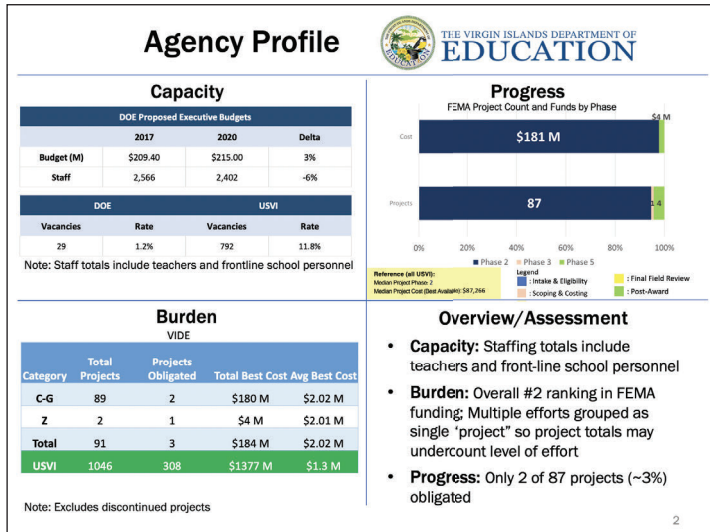 Agency Profile
THE VIRGIN ISLANDS DEPARTMENT OF
EDUCATION
Capacity
DOE Proposed Executive Budgets
2017 2020 Delta
Budget (M) $209.40 $215.00 3%
Staff 2,566 2,402 -6%
DOE USVI
Vacancies Rate Vacancies Rate
29 1.2% 792 11.8%
Note: Staff totals include teachers and frontline school personnel
Progress
FEMA Project Count and Funds by Phase
$4 M
Cost $181 M
Projects 87 1 4
0% 20% 40% 60% 80% 100%
Phase 2 Phase 3 Phase 5
Reference (all USVI):
Median Project Phase: 2
Median Project Cost (Best Available): $87,266
Legend
: Intake & Eligibility
: Scoping & Costing
: Final Field Review
: Post-Award
Burden
VIDE
Category Total Projects Projects Obligated Total Best Cost Avg Best Cost
C-G 89 2 $180 M $2.02 M
Z 2 1 $4 M $2.01 M
Total 91 3 $184 M $2.02 M
USVI 1046 308 $1377 M $1.3 M
Note: Excludes discontinued projects
Overview/Assessment
• Capacity: Staffing totals include
teachers and front-line school personnel
• Burden: Overall #2 ranking in FEMA
funding; Multiple efforts grouped as
single ‘project” so project totals may
undercount level of effort
• Progress: Only 2 of 87 projects (~3%)
obligated
2